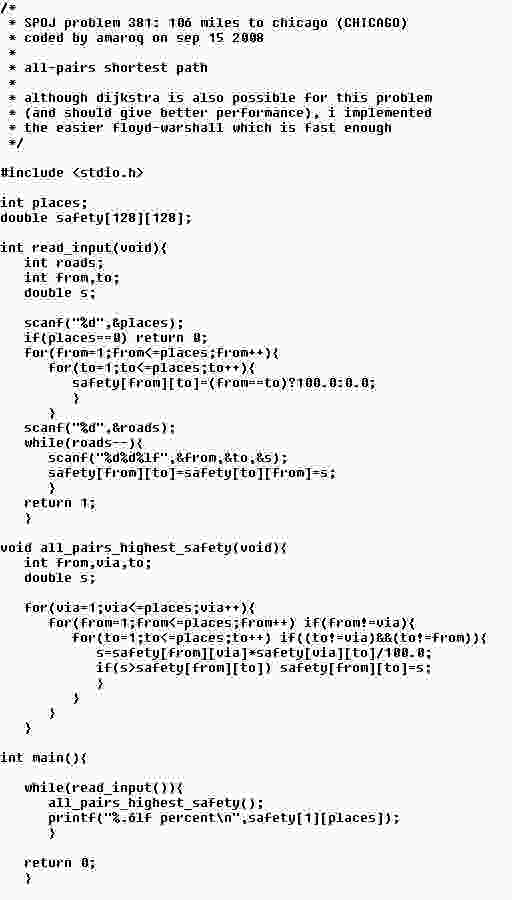 /*
 * SPOJ problem 381: 106 miles to chicago (CHICAGO)
 * coded by amaroq on sep 15 2008
 *
 * all-pairs shortest path
 *
 * although dijkstra is also possible for this problem
 * (and should give better performance), i implemented
 * the easier floyd-warshall which is fast enough
 */

#include <stdio.h>

int places;
double safety[128][128];

int read_input(void){
   int roads;
   int from,to;
   double s;

   scanf("%d",&places);
   if(places==0) return 0;
   for(from=1;from<=places;from++){
      for(to=1;to<=places;to++){
         safety[from][to]=(from==to)?100.0:0.0;
         }
      }
   scanf("%d",&roads);
   while(roads--){
      scanf("%d%d%lf",&from,&to,&s);
      safety[from][to]=safety[to][from]=s;
      }
   return 1;
   }

void all_pairs_highest_safety(void){
   int from,via,to;
   double s;

   for(via=1;via<=places;via++){
      for(from=1;from<=places;from++) if(from!=via){
         for(to=1;to<=places;to++) if((to!=via)&&(to!=from)){
            s=safety[from][via]*safety[via][to]/100.0;
            if(s>safety[from][to]) safety[from][to]=s;
            }
         }
      }
   }

int main(){

   while(read_input()){
      all_pairs_highest_safety();
      printf("%.6lf percent\n",safety[1][places]);
      }

   return 0;
   }